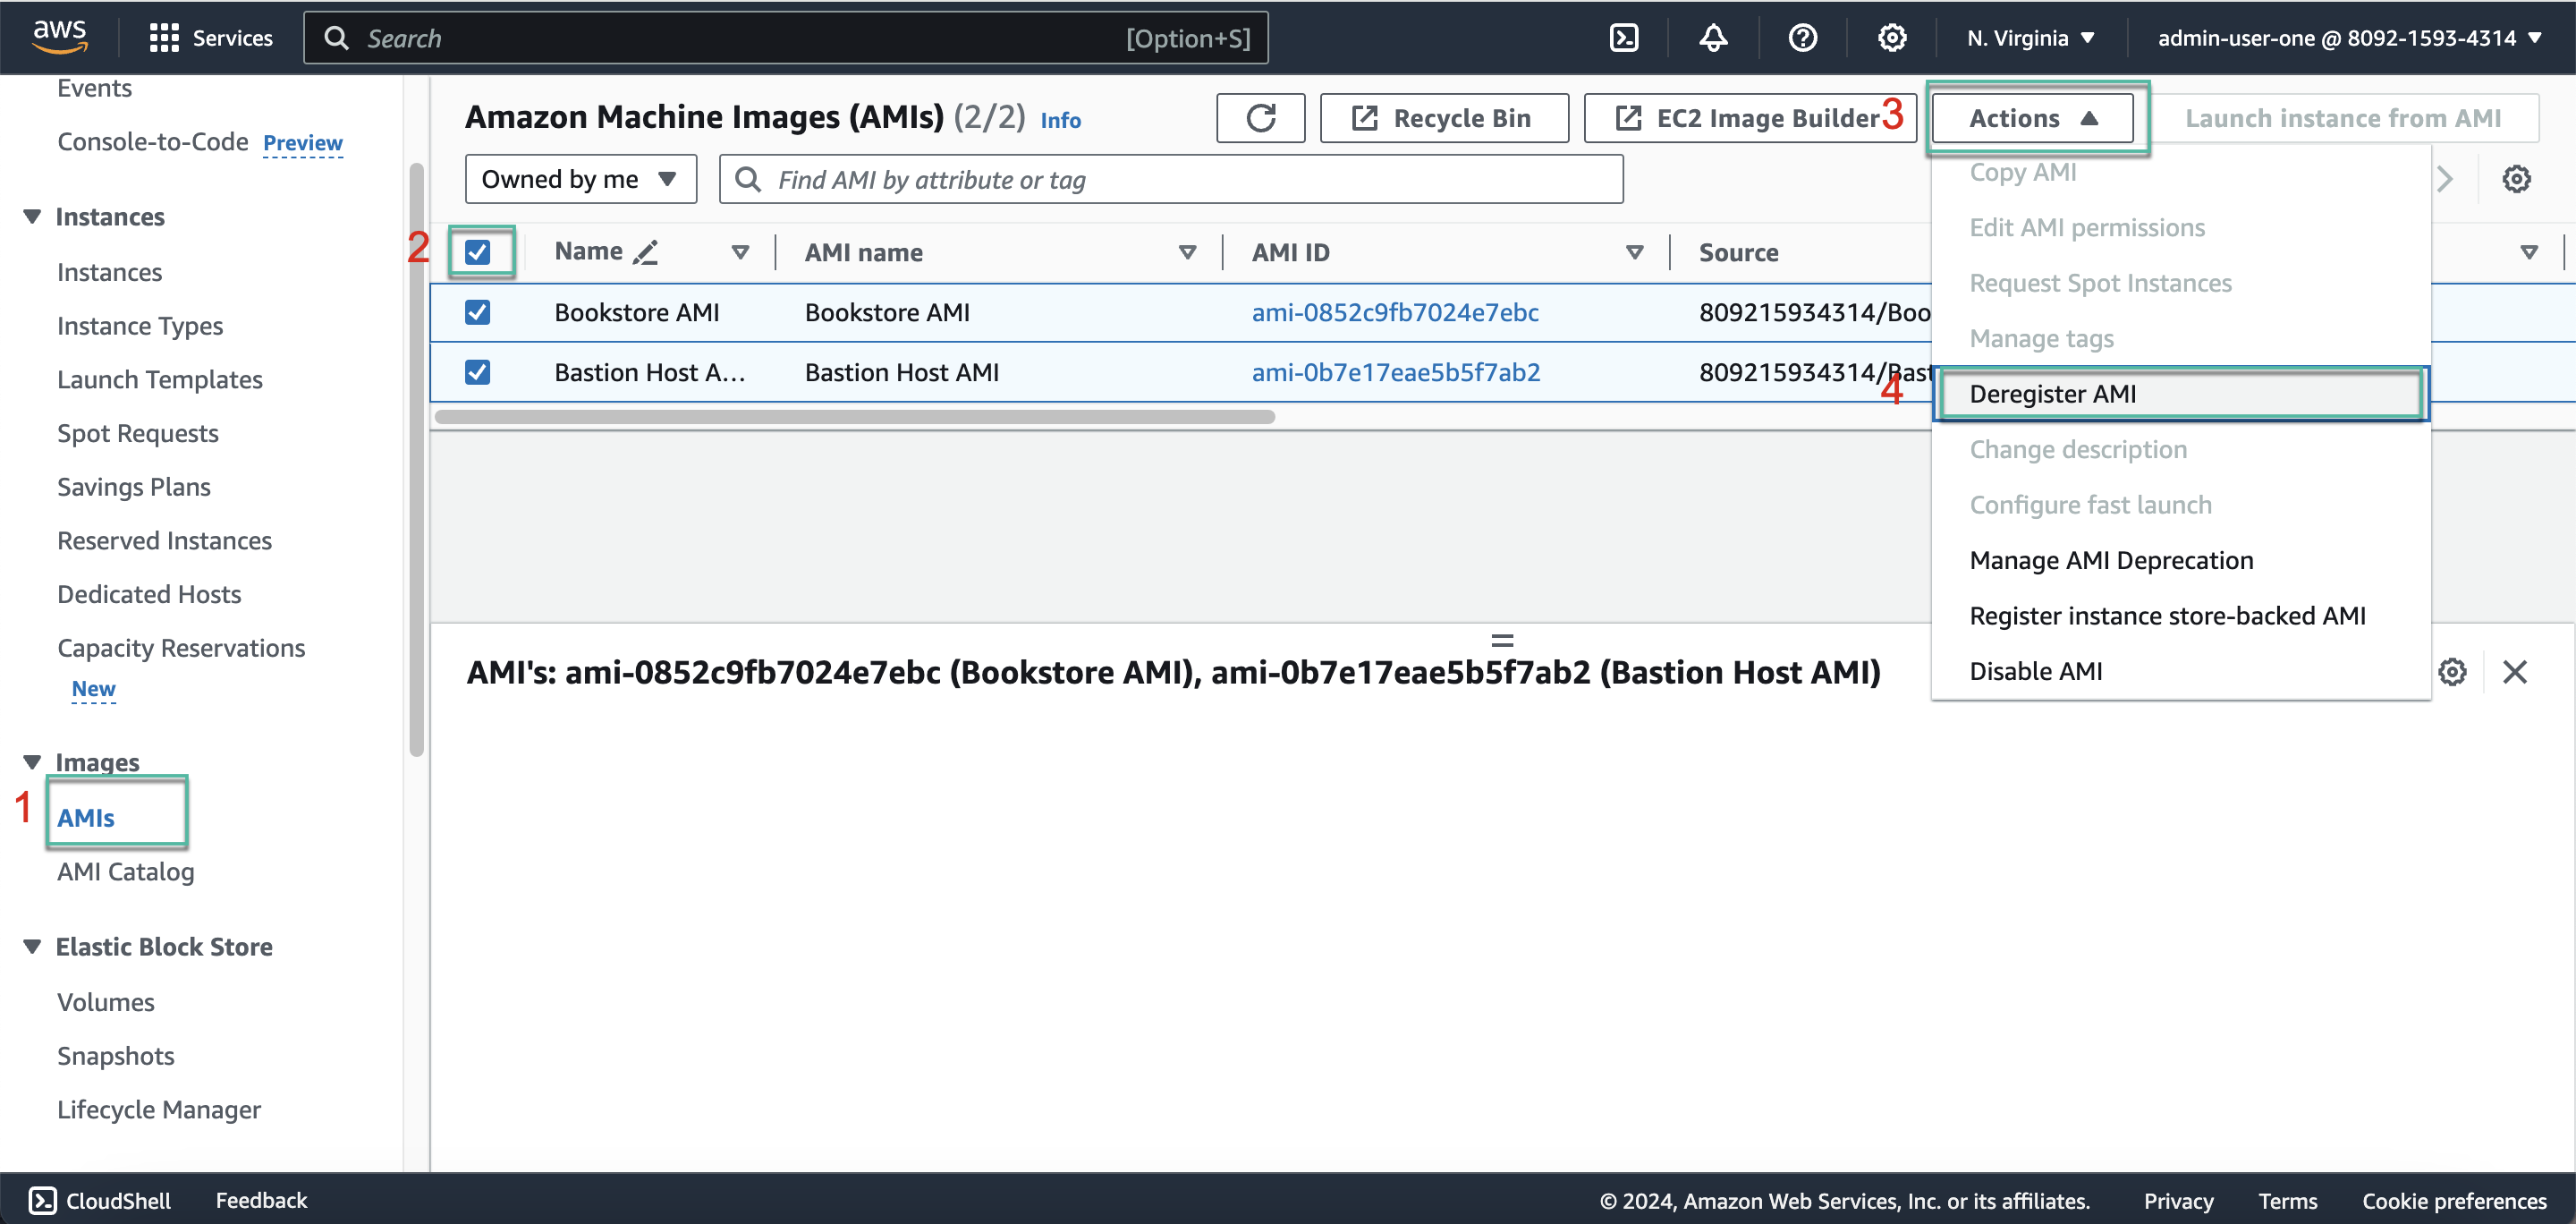 aws
Services
Search [Option+S]
N. Virginia
admin-user-one @ 8092-1593-4314
Events
Console-to-Code Preview
Instances
Instances
Instance Types
Launch Templates
Spot Requests
Savings Plans
Reserved Instances
Dedicated Hosts
Capacity Reservations
New
Images
1
AMIs
AMI Catalog
Elastic Block Store
Volumes
Snapshots
Lifecycle Manager
Amazon Machine Images (AMIs) (2/2) Info
Recycle Bin
EC2 Image Builder
3
Actions
Launch instance from AMI
Owned by me
Find AMI by attribute or tag
2
Name AMI name AMI ID Source
Bookstore AMI Bookstore AMI ami-0852c9fb7024e7ebc 809215934314/Boo
Bastion Host A... Bastion Host AMI ami-0b7e17eae5b5f7ab2 809215934314/Bast
Copy AMI
Edit AMI permissions
Request Spot Instances
Manage tags
4
Deregister AMI
Change description
Configure fast launch
Manage AMI Deprecation
Register instance store-backed AMI
Disable AMI
AMI's: ami-0852c9fb7024e7ebc (Bookstore AMI), ami-0b7e17eae5b5f7ab2 (Bastion Host AMI)
CloudShell
Feedback
© 2024, Amazon Web Services, Inc. or its affiliates.
Privacy
Terms
Cookie preferences